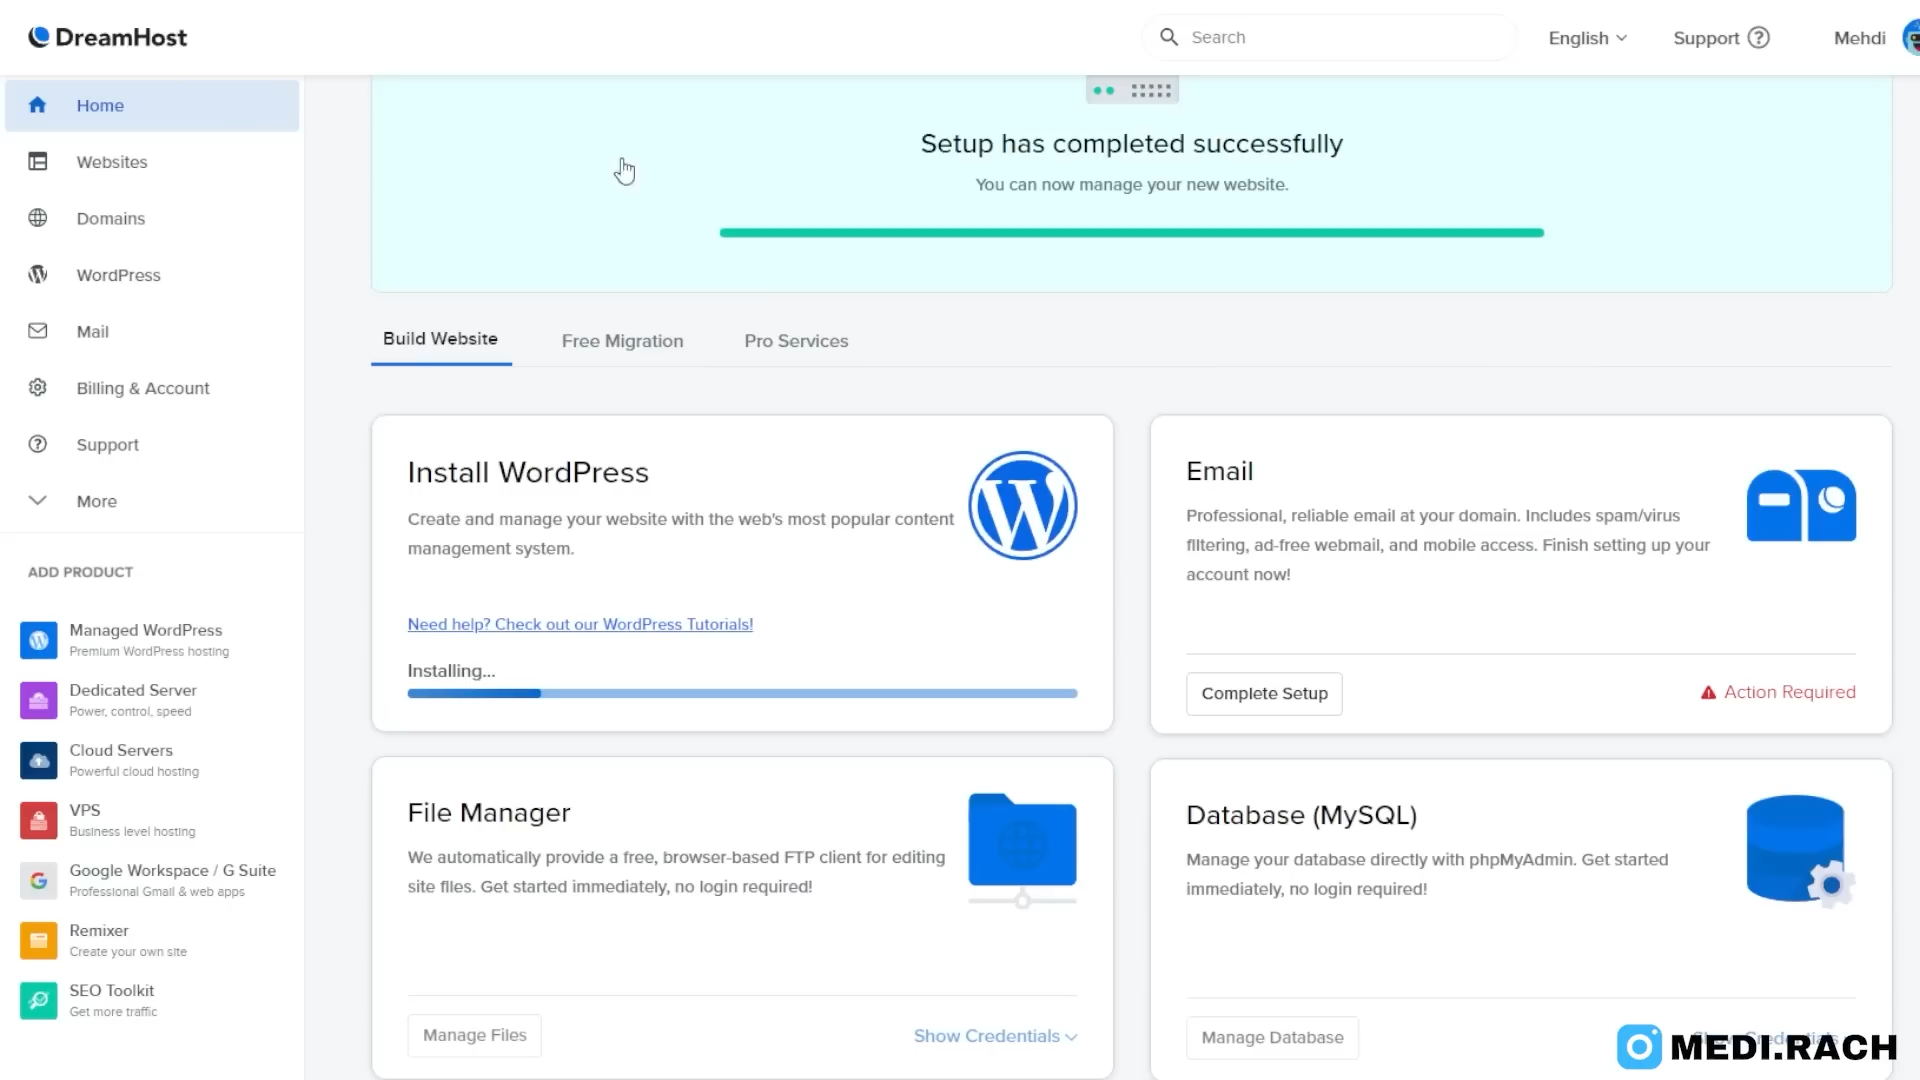 DreamHost
Search
English
Support
Mehdi
Home
Websites
Domains
WordPress
Mail
Billing & Account
Support
More
ADD PRODUCT
Managed WordPress
Premium WordPress hosting
Dedicated Server
Power, control, speed
Cloud Servers
Powerful cloud hosting
VPS
Business level hosting
Google Workspace / G Suite
Professional Gmail & web apps
Remixer
Create your own site
SEO Toolkit
Get more traffic
Setup has completed successfully
You can now manage your new website.
Build Website
Free Migration
Pro Services
Install WordPress
Create and manage your website with the web's most popular content
management system.
Need help? Check out our WordPress Tutorials!
Installing...
Email
Professional, reliable email at your domain. Includes spam/virus
filtering, ad-free webmail, and mobile access. Finish setting up your
account now!
Complete Setup
Action Required
File Manager
We automatically provide a free, browser-based FTP client for editing
site files. Get started immediately, no login required!
Manage Files
Show Credentials
Database (MySQL)
Manage your database directly with phpMyAdmin. Get started
immediately, no login required!
Manage Database
MEDI.RACH